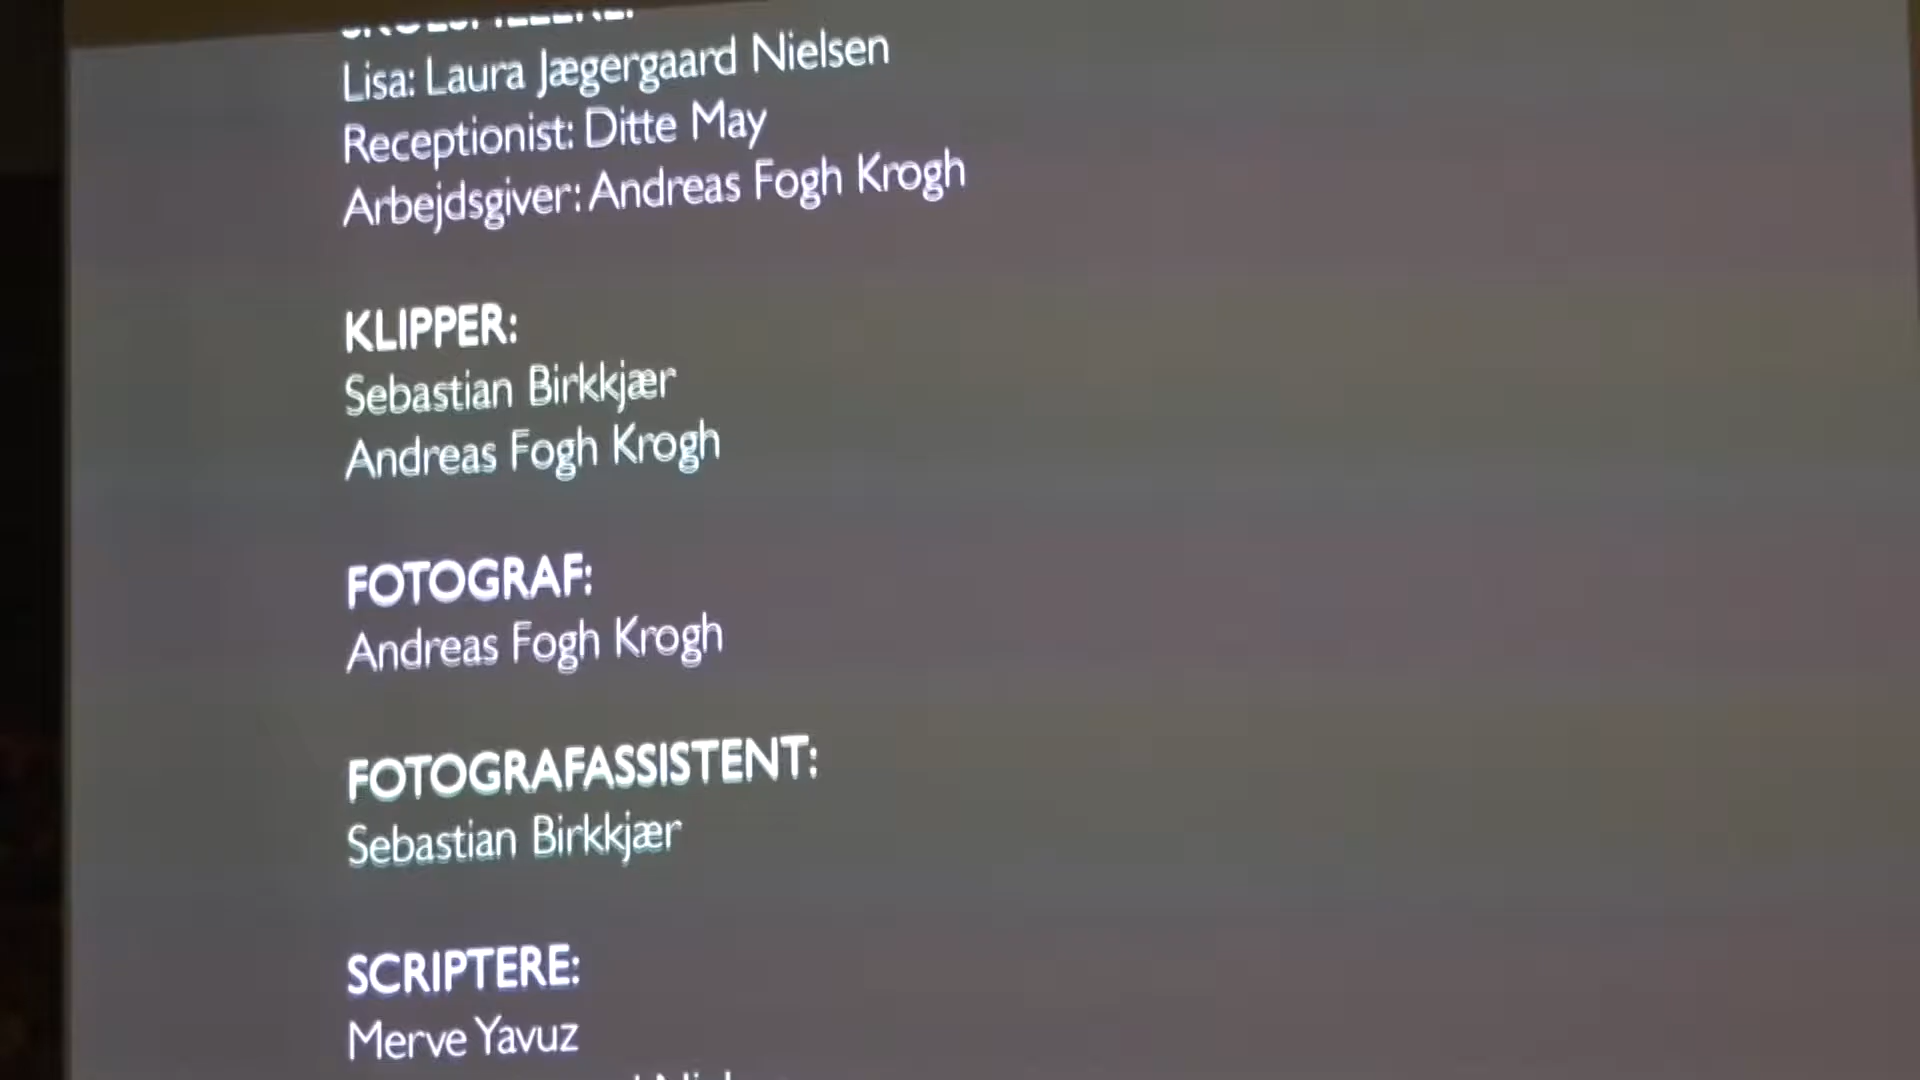 Lisa: Laura Jægergaard Nielsen
Receptionist: Ditte May
Arbejdsgiver: Andreas Fogh Krogh
KLIPPER:
Sebastian Birkkjær
Andreas Fogh Krogh
FOTOGRAF:
Andreas Fogh Krogh
FOTOGRAFASSISTENT:
Sebastian Birkkjær
SCRIPTERE:
Merve Yavuz